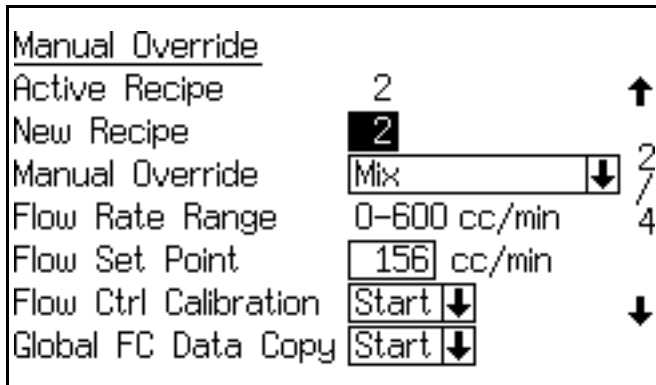 Manual Override
Active Recipe 2
New Recipe 2
Manual Override Mix
Flow Rate Range 0-600 cc/min
Flow Set Point 156 cc/min
Flow Ctrl Calibration Start
Global FC Data Copy Start
2/4